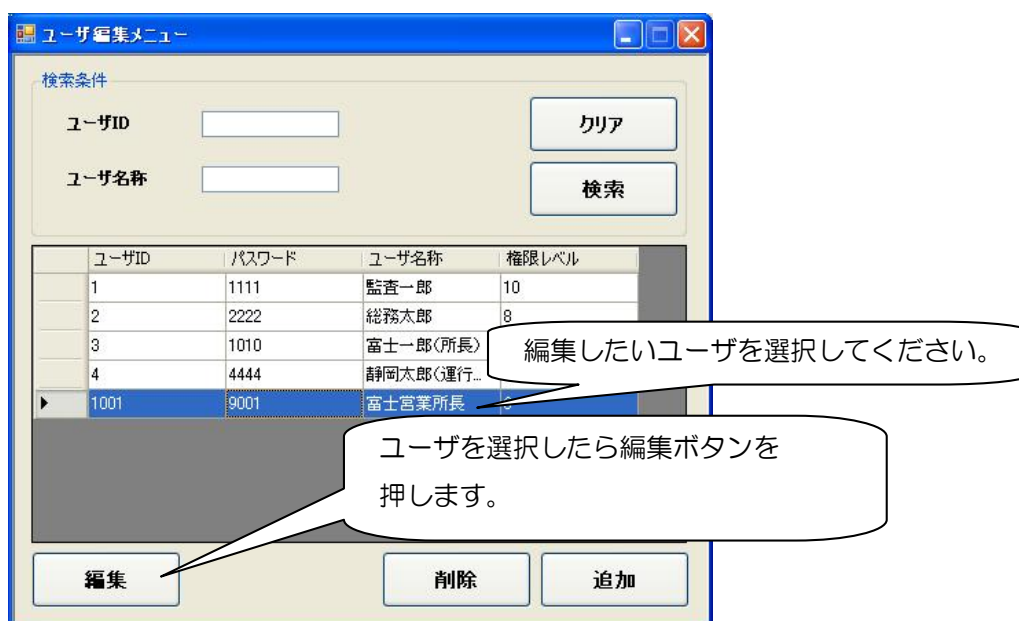 ユーザ編集メニュー
検索条件
ユーザID
クリア
ユーザ名称
検索
ユーザID パスワード ユーザ名称 権限レベル
1 1111 監査一郎 10
2 2222 総務太郎 8
3 1010 富士一郎(所長)
4 4444 静岡太郎(運行...
1001 9001 富士営業所長
編集したいユーザを選択してください。
ユーザを選択したら編集ボタンを
押します。
編集 削除 追加